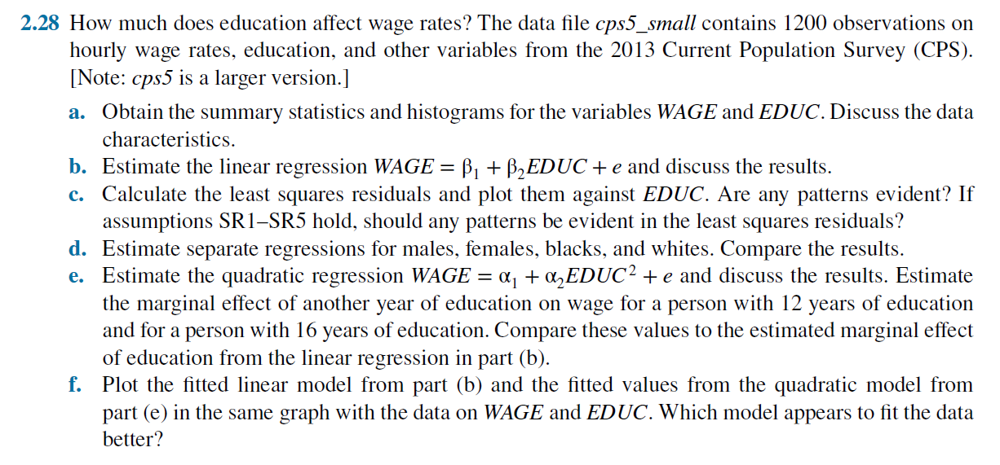 2.28 How much does education affect wage rates? The data file cps5_small contains 1200 observations on
hourly wage rates, education, and other variables from the 2013 Current Population Survey (CPS).
[Note: cps5 is a larger version.]
a. Obtain the summary statistics and histograms for the variables WAGE and EDUC. Discuss the data
characteristics.
b. Estimate the linear regression WAGE = β₁ + β₂EDUC + e and discuss the results.
c. Calculate the least squares residuals and plot them against EDUC. Are any patterns evident? If
assumptions SR1–SR5 hold, should any patterns be evident in the least squares residuals?
d. Estimate separate regressions for males, females, blacks, and whites. Compare the results.
e. Estimate the quadratic regression WAGE = α₁ + α₂EDUC² + e and discuss the results. Estimate
the marginal effect of another year of education on wage for a person with 12 years of education
and for a person with 16 years of education. Compare these values to the estimated marginal effect
of education from the linear regression in part (b).
f. Plot the fitted linear model from part (b) and the fitted values from the quadratic model from
part (e) in the same graph with the data on WAGE and EDUC. Which model appears to fit the data
better?